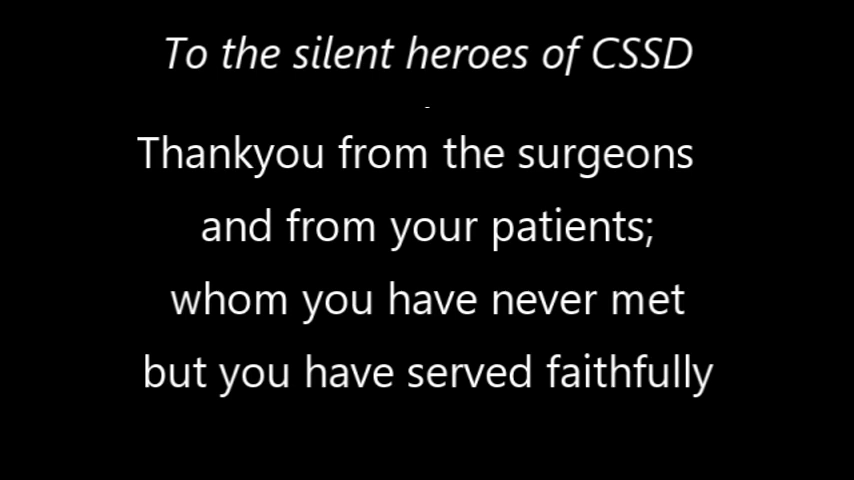 To the silent heroes of CSSD
-
Thankyou from the surgeons
and from your patients;
whom you have never met
but you have served faithfully